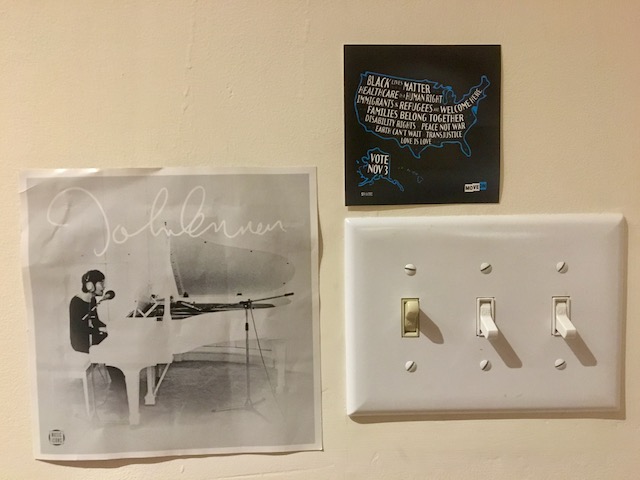 John Lennon
BLACK LIVES MATTER
HEALTHCARE IS A HUMAN RIGHT
IMMIGRANTS & REFUGEES ARE WELCOME HERE
FAMILIES BELONG TOGETHER
DISABILITY RIGHTS PEACE NOT WAR
EARTH CAN'T WAIT TRANS JUSTICE
LOVE IS LOVE
VOTE
NOV 3
MOVE